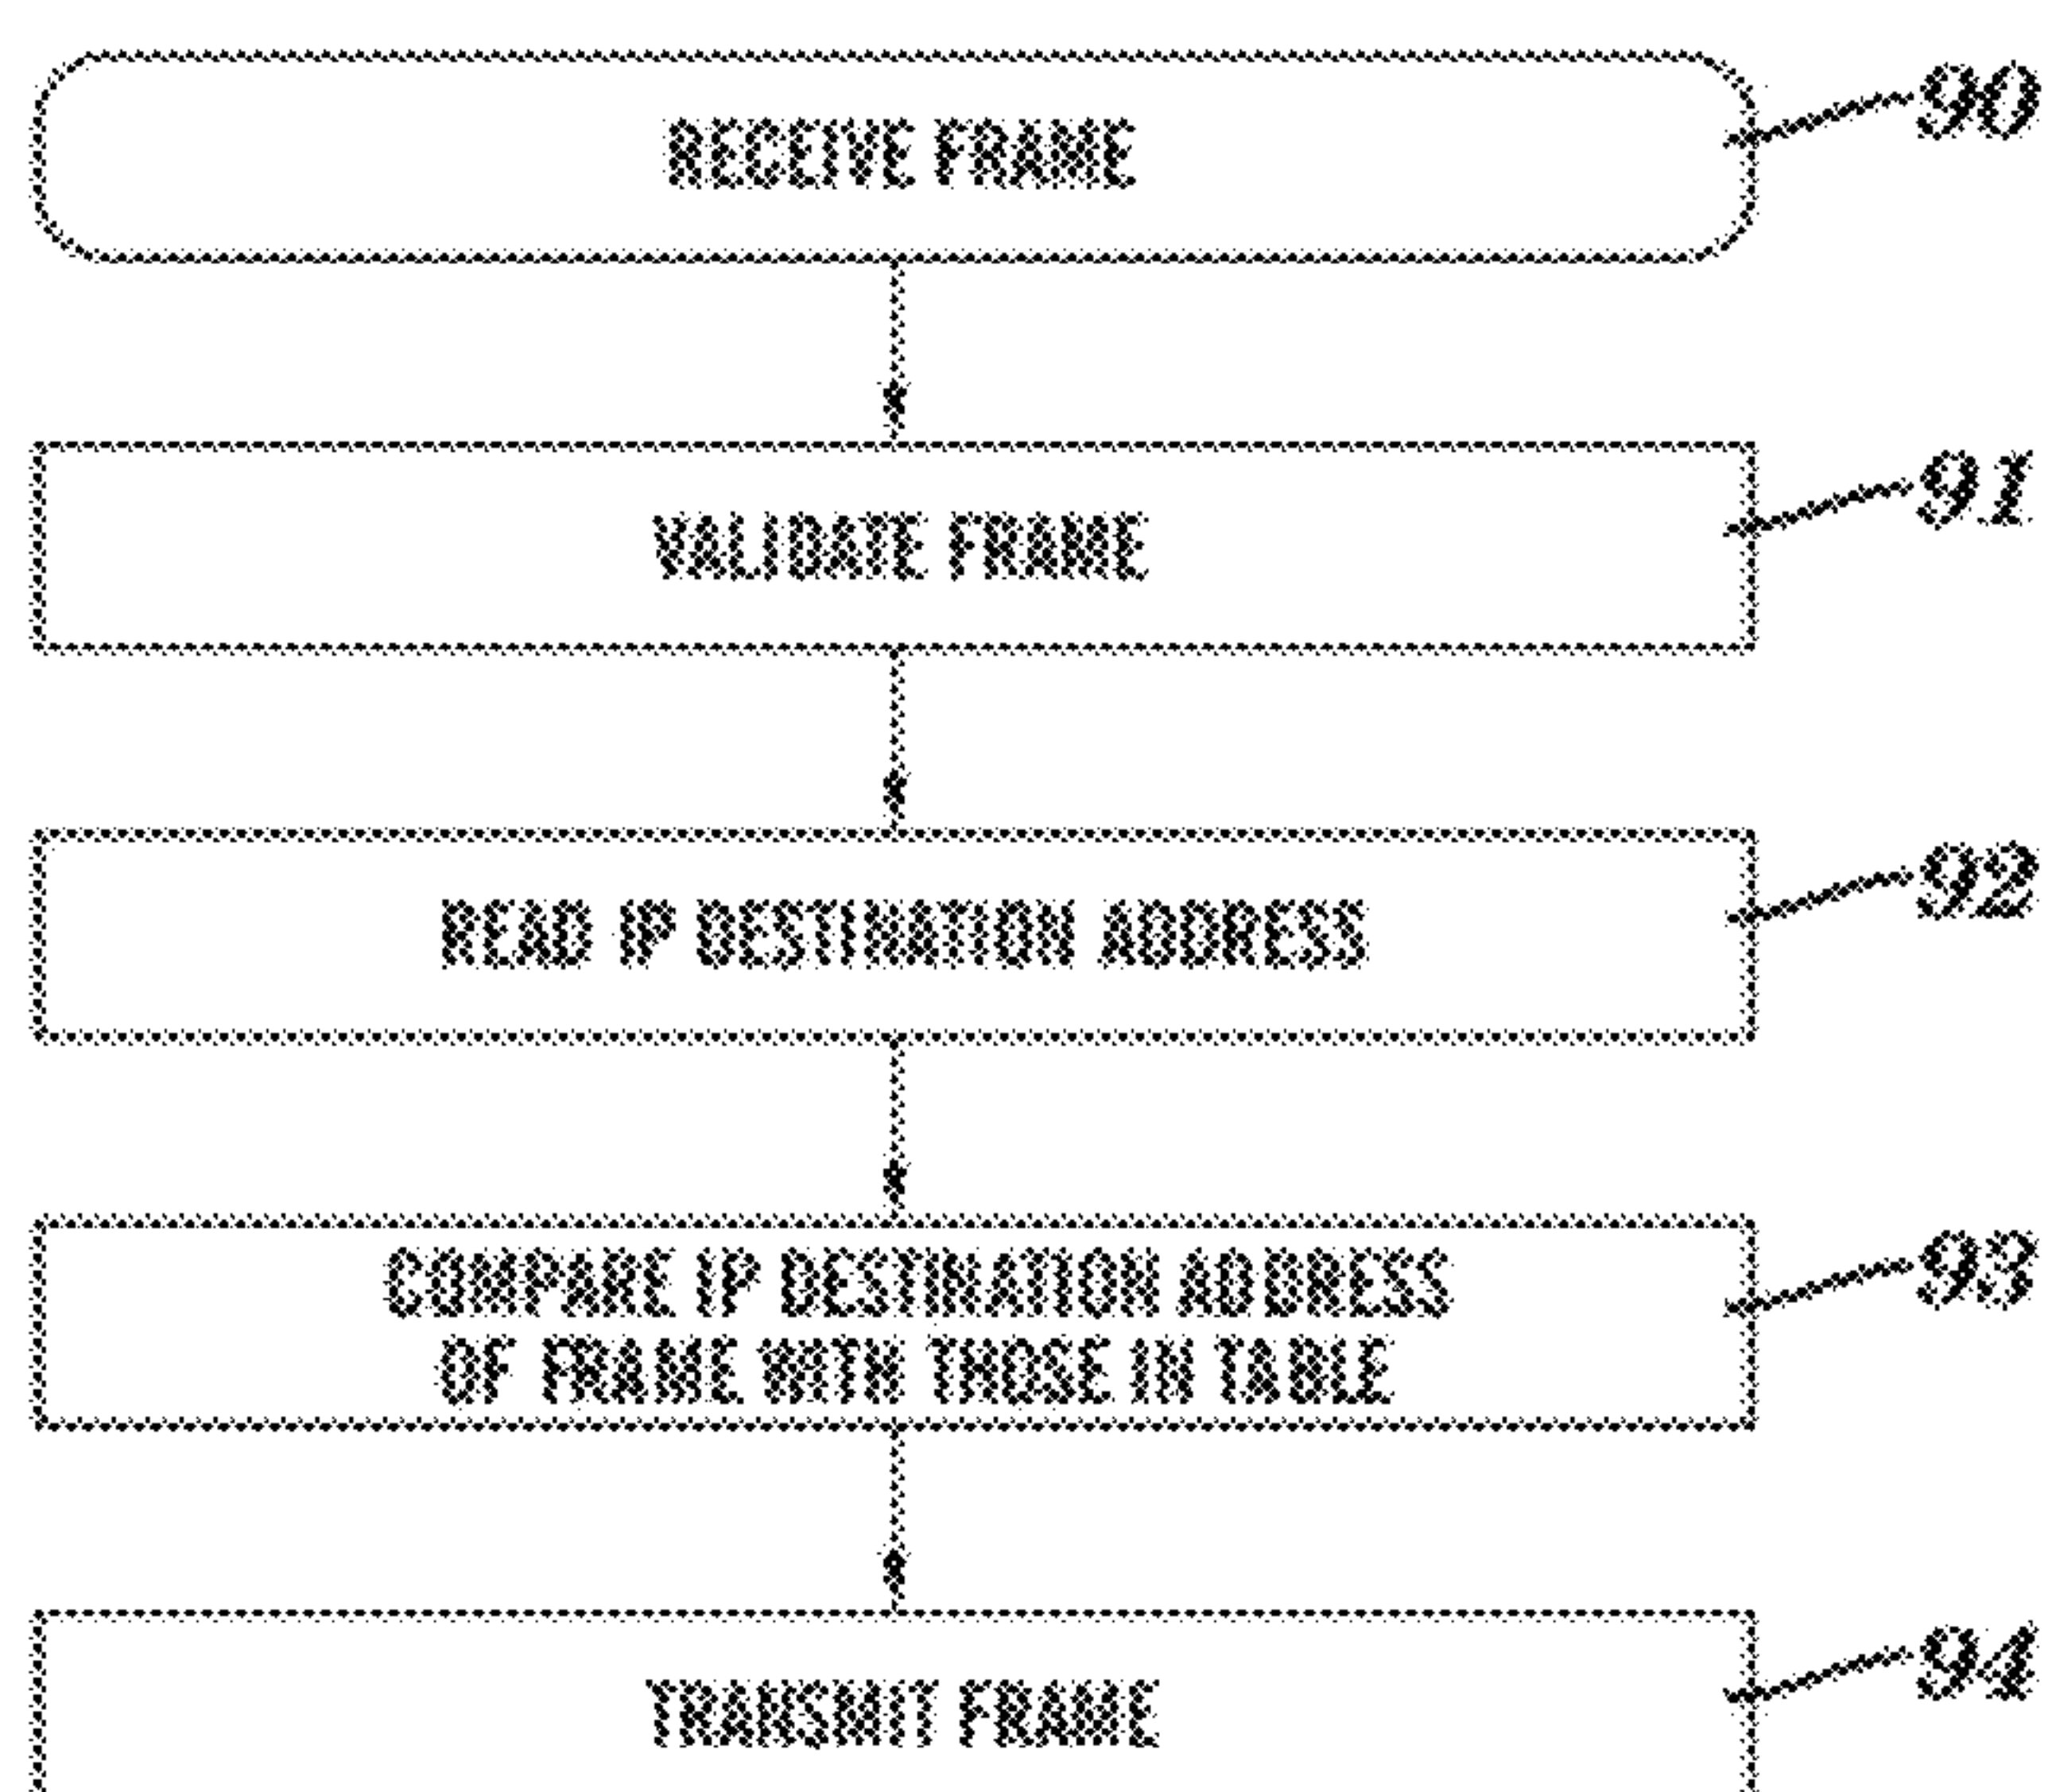 RECEIVE FRAME
90
VALIDATE FRAME
91
READ IP DESTINATION ADDRESS
92
COMPARE IP DESTINATION ADDRESS
OF FRAME WITH THOSE IN TABLE
93
TRANSMIT FRAME
94